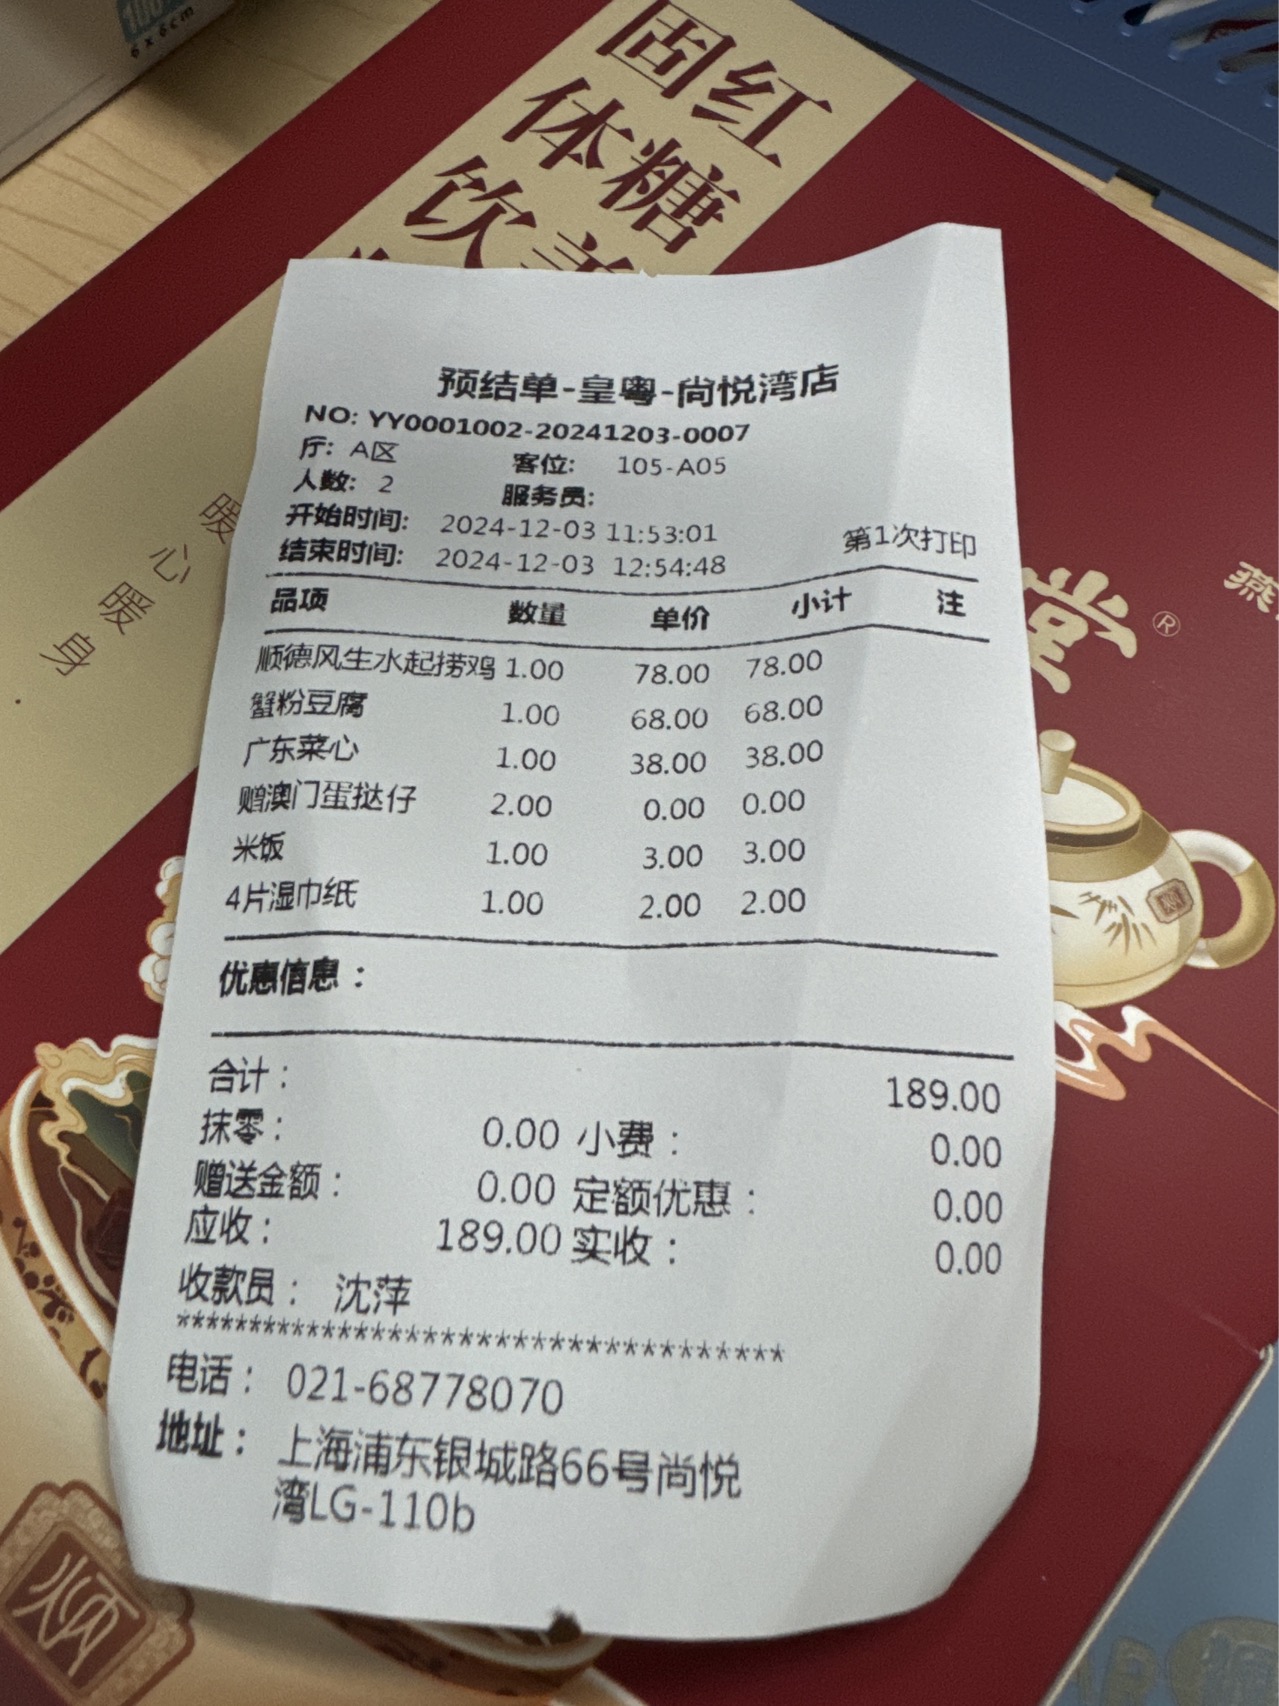 100
6x6cm
固红
体糖
饮姜
暖
心
暖
身
堂®
燕
预结单-皇粤-尚悦湾店
NO: YY0001002-20241203-0007
厅: A区 客位: 105-A05
人数: 2 服务员:
开始时间: 2024-12-03 11:53:01
结束时间: 2024-12-03 12:54:48 第1次打印
品项 数量 单价 小计 注
顺德风生水起捞鸡 1.00 78.00 78.00
蟹粉豆腐 1.00 68.00 68.00
广东菜心 1.00 38.00 38.00
赠澳门蛋挞仔 2.00 0.00 0.00
米饭 1.00 3.00 3.00
4片湿巾纸 1.00 2.00 2.00
优惠信息：
合计： 189.00
抹零： 0.00 小费： 0.00
赠送金额： 0.00 定额优惠： 0.00
应收： 189.00 实收： 0.00
收款员： 沈萍
***************************************
电话： 021-68778070
地址： 上海浦东银城路66号尚悦
湾LG-110b